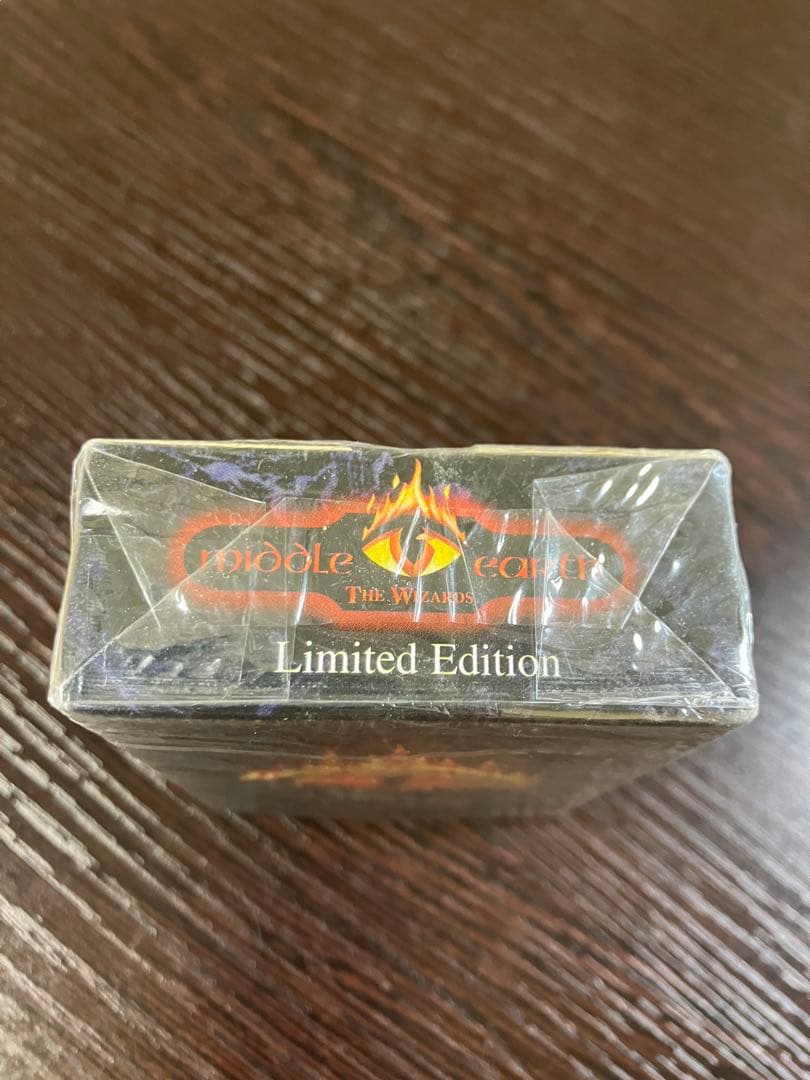 MIDDLE EARTH
THE WIZARDS
Limited Edition